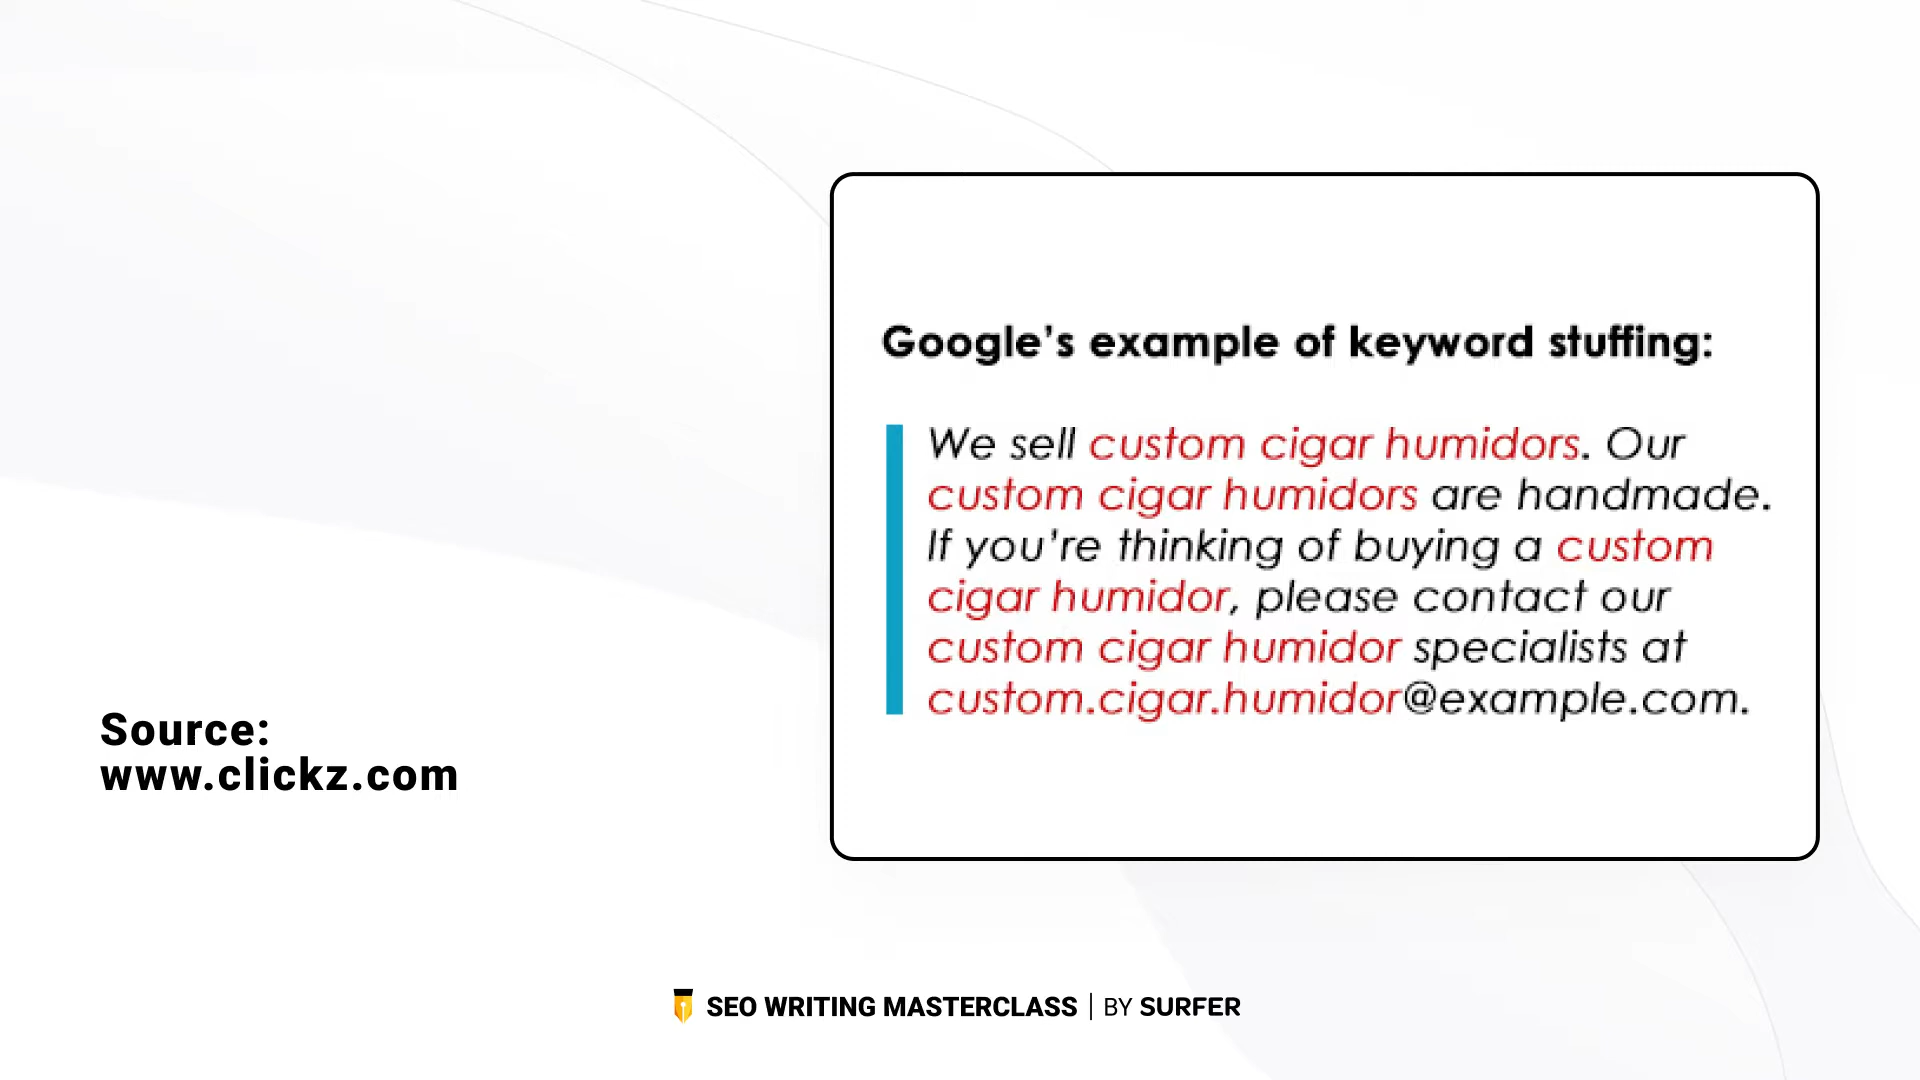 Google's example of keyword stuffing:
We sell custom cigar humidors. Our
custom cigar humidors are handmade.
If you're thinking of buying a custom
cigar humidor, please contact our
custom cigar humidor specialists at
custom.cigar.humidor@example.com.
Source:
www.clickz.com
SEO WRITING MASTERCLASS | BY SURFER